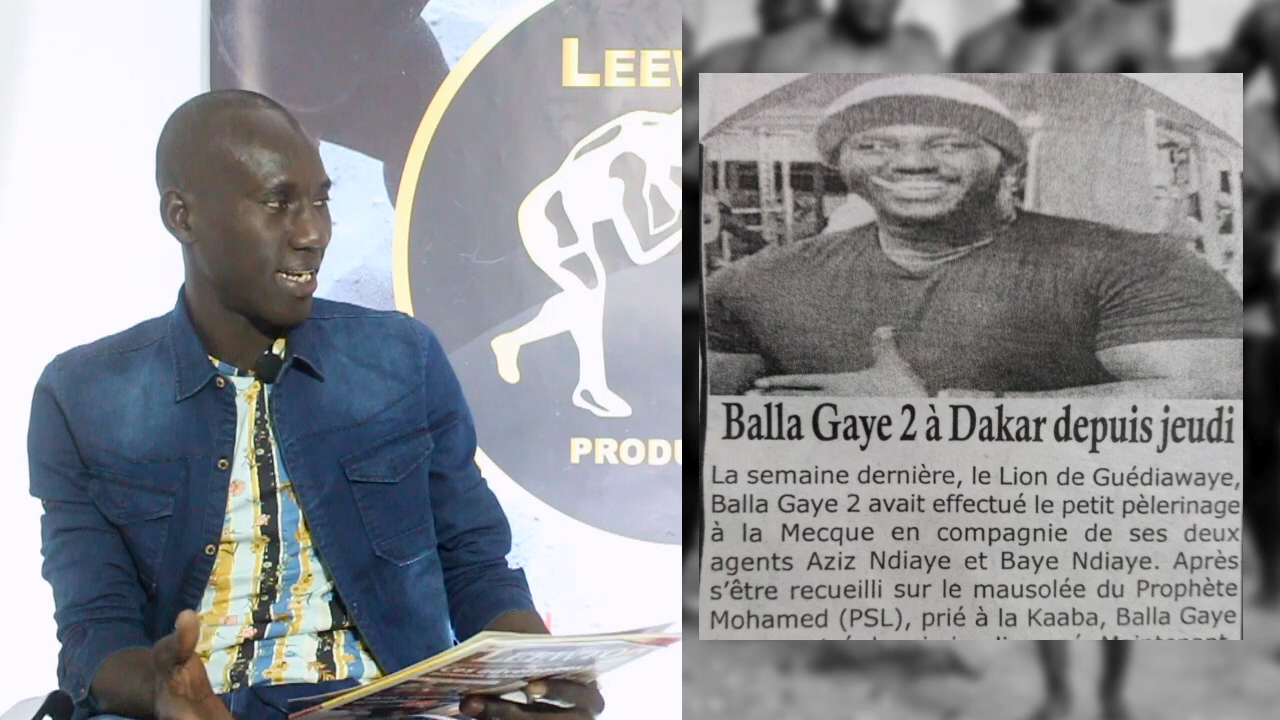 PRODU
Balla Gaye 2 à Dakar depuis jeudi
La semaine dernière, le Lion de Guédiawaye,
Balla Gaye 2 avait effectué le petit pèlerinage
à la Mecque en compagnie de ses deux
agents Aziz Ndiaye et Baye Ndiaye. Après
s'être recueilli sur le mausolée du Prophète
Mohamed (PSL), prié à la Kaaba, Balla Gaye